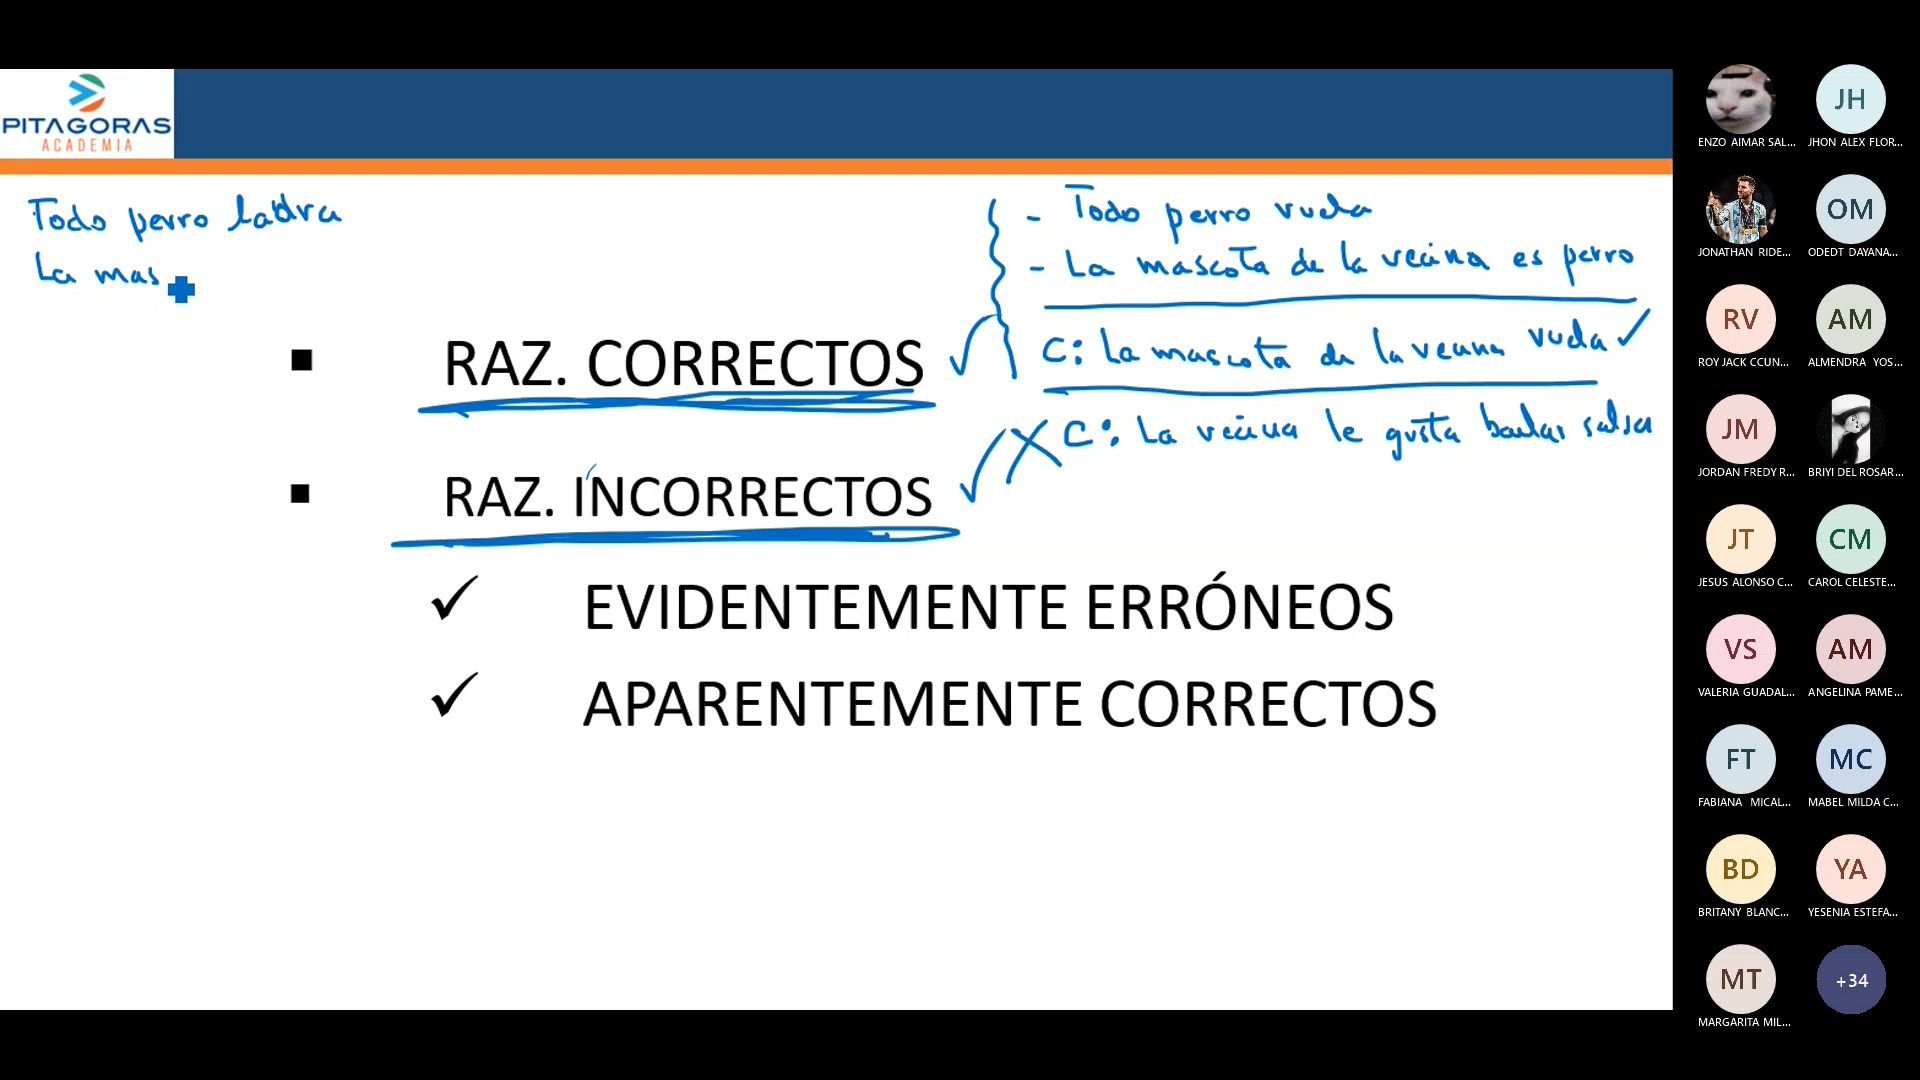 PITAGORAS
ACADEMIA
Todo perro ladra
La mas
- Todo perro vuela
- La mascota de la vecina es perro
C: La mascota de la vecina vuela ✓
C: La vecina le gusta bailar salsa
▪ RAZ. CORRECTOS
▪ RAZ. INCORRECTOS
✓ EVIDENTEMENTE ERRÓNEOS
✓ APARENTEMENTE CORRECTOS
ENZO AIMAR SAL...
JH
JHON ALEX FLOR...
JONATHAN RIDE...
OM
ODEDT DAYANA...
RV
ROY JACK CCUN...
AM
ALMENDRA YOS...
JM
JORDAN FREDY R...
BRIYI DEL ROSAR...
JT
JESUS ALONSO C...
CM
CAROL CELESTE...
VS
VALERIA GUADAL...
AM
ANGELINA PAME...
FT
FABIANA MICAL...
MC
MABEL MILDA C...
BD
BRITANY BLANC...
YA
YESENIA ESTEFA...
MT
MARGARITA MIL...
+34